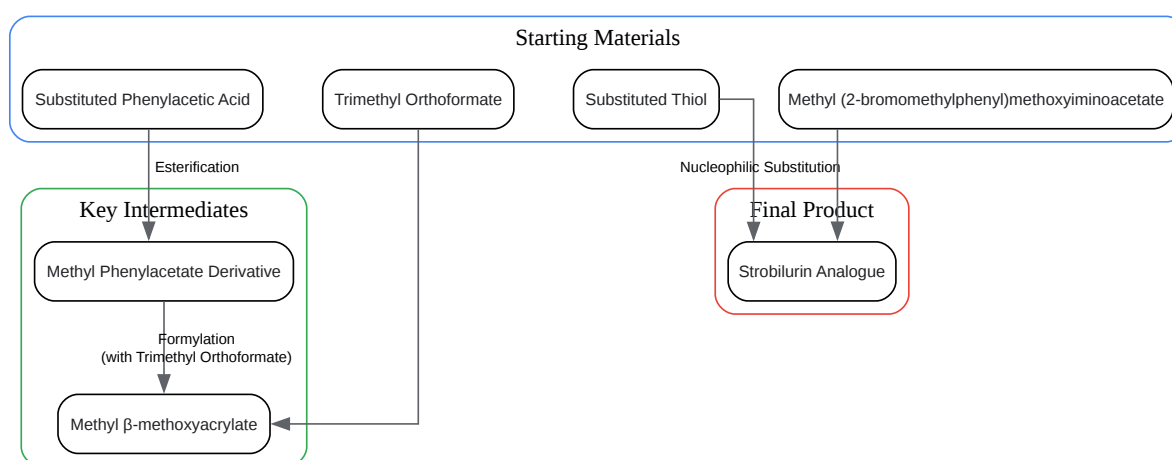 Starting Materials
Substituted Phenylacetic Acid
Trimethyl Orthoformate
Substituted Thiol
Methyl (2-bromomethylphenyl)methoxyiminoacetate
Esterification
Nucleophilic Substitution
Key Intermediates
Final Product
Methyl Phenylacetate Derivative
Strobilurin Analogue
Formylation
(with Trimethyl Orthoformate)
Methyl β-methoxyacrylate